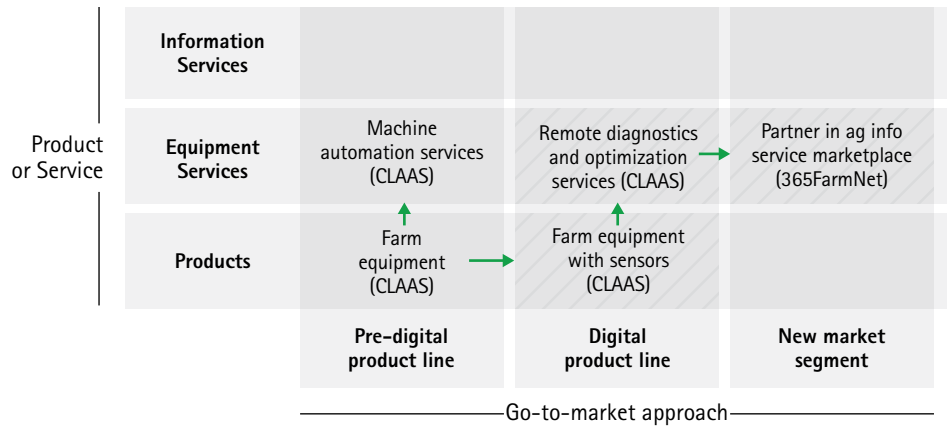 Product
or Service
Information
Services
Equipment
Services
Machine
automation services
(CLAAS)
Remote diagnostics
and optimization
services (CLAAS)
Partner in ag info
service marketplace
(365FarmNet)
Products
Farm
equipment
(CLAAS)
Farm equipment
with sensors
(CLAAS)
Pre-digital
product line
Digital
product line
New market
segment
Go-to-market approach